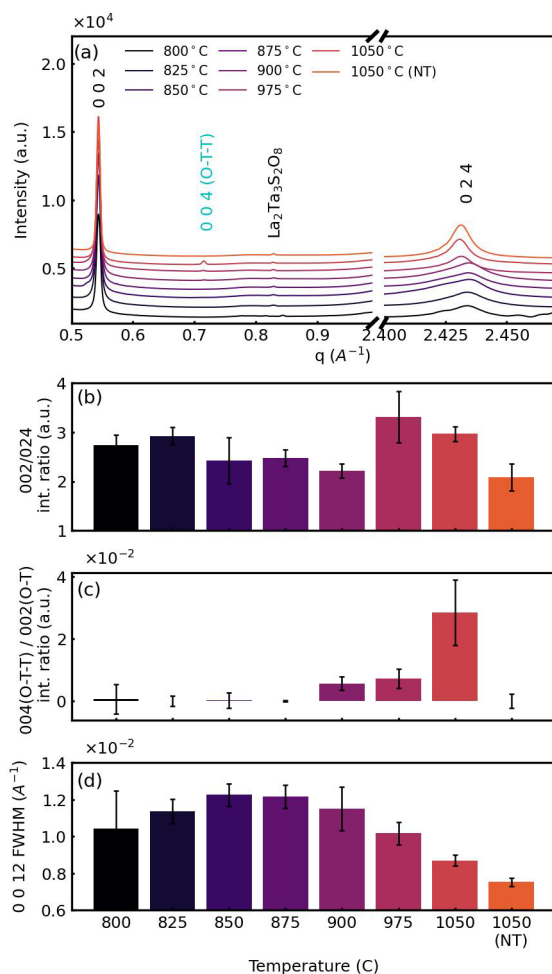 ×10⁴
(a)
800°C 875°C 1050°C
825°C 900°C 1050°C (NT)
850°C 975°C
0 0 2
0 0 4 (O-T-T)
La₂Ta₃S₂O₈
0 2 4
Intensity (a.u.)
2.0
1.5
1.0
0.5
0.5 0.6 0.7 0.8 0.9 2.400 2.425 2.450
q (A⁻¹)
(b)
002/024
int. ratio (a.u.)
4
3
2
1
×10⁻²
(c)
004(O-T-T) / 002(O-T)
int. ratio (a.u.)
4
2
0
×10⁻²
(d)
0 0 12 FWHM (A⁻¹)
1.4
1.2
1.0
0.8
0.6
800 825 850 875 900 975 1050 1050
(NT)
Temperature (C)